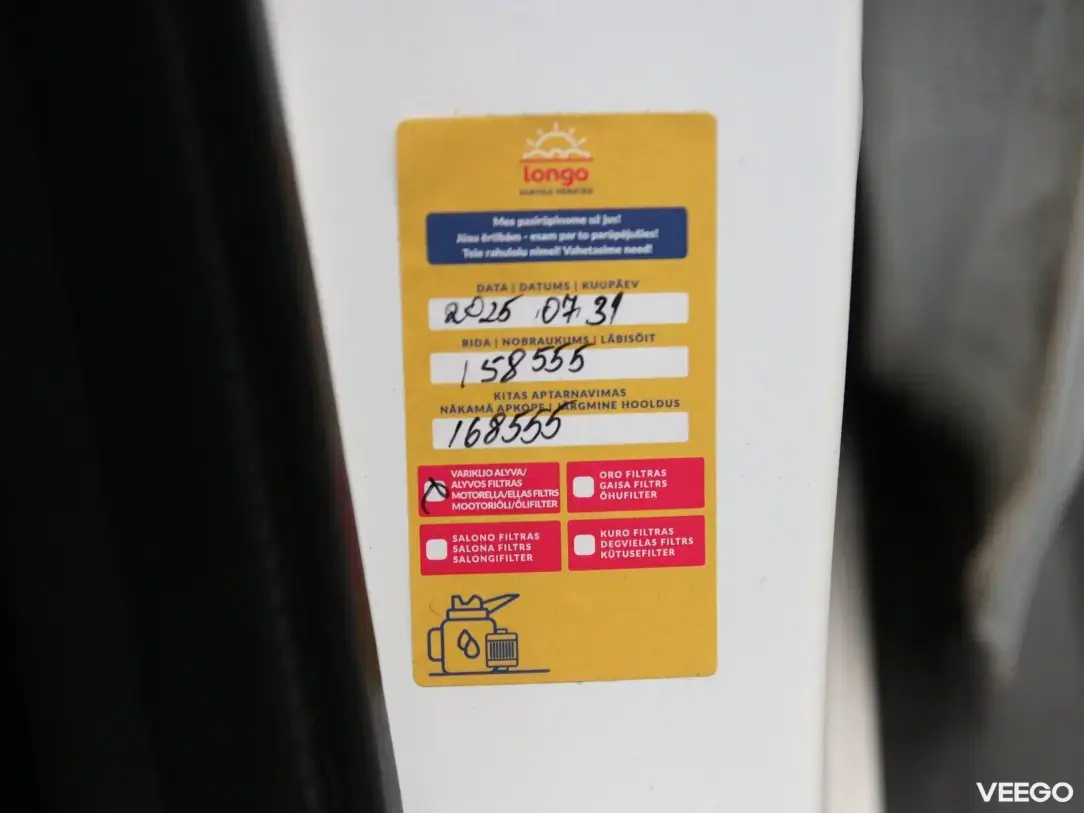 longo
Mes pasirūpinome už jus!
Jūsu ērtībām - esam par to parūpējušies!
Teie rahulolu nimel! Vahetasime need!
DATA | DATUMS | KUUPÄEV
2025.07.31
RIDA | NOBRAUKUMS | LÄBISÕIT
158555
KITAS APTARNAVIMAS
NĀKAMĀ APKOPE | JÄRGMINE HOOLDUS
168555
VARIKLIO ALYVA/
ALYVOS FILTRAS
MOTOREĻĻA/EĻĻAS FILTRS
MOOTORIÕLI/ÕLIFILTER
ORO FILTRAS
GAISA FILTRS
ÕHUFILTER
SALONO FILTRAS
SALONA FILTRS
SALONGIFILTER
KURO FILTRAS
DEGVIELAS FILTRS
KÜTUSEFILTER
VEEGO